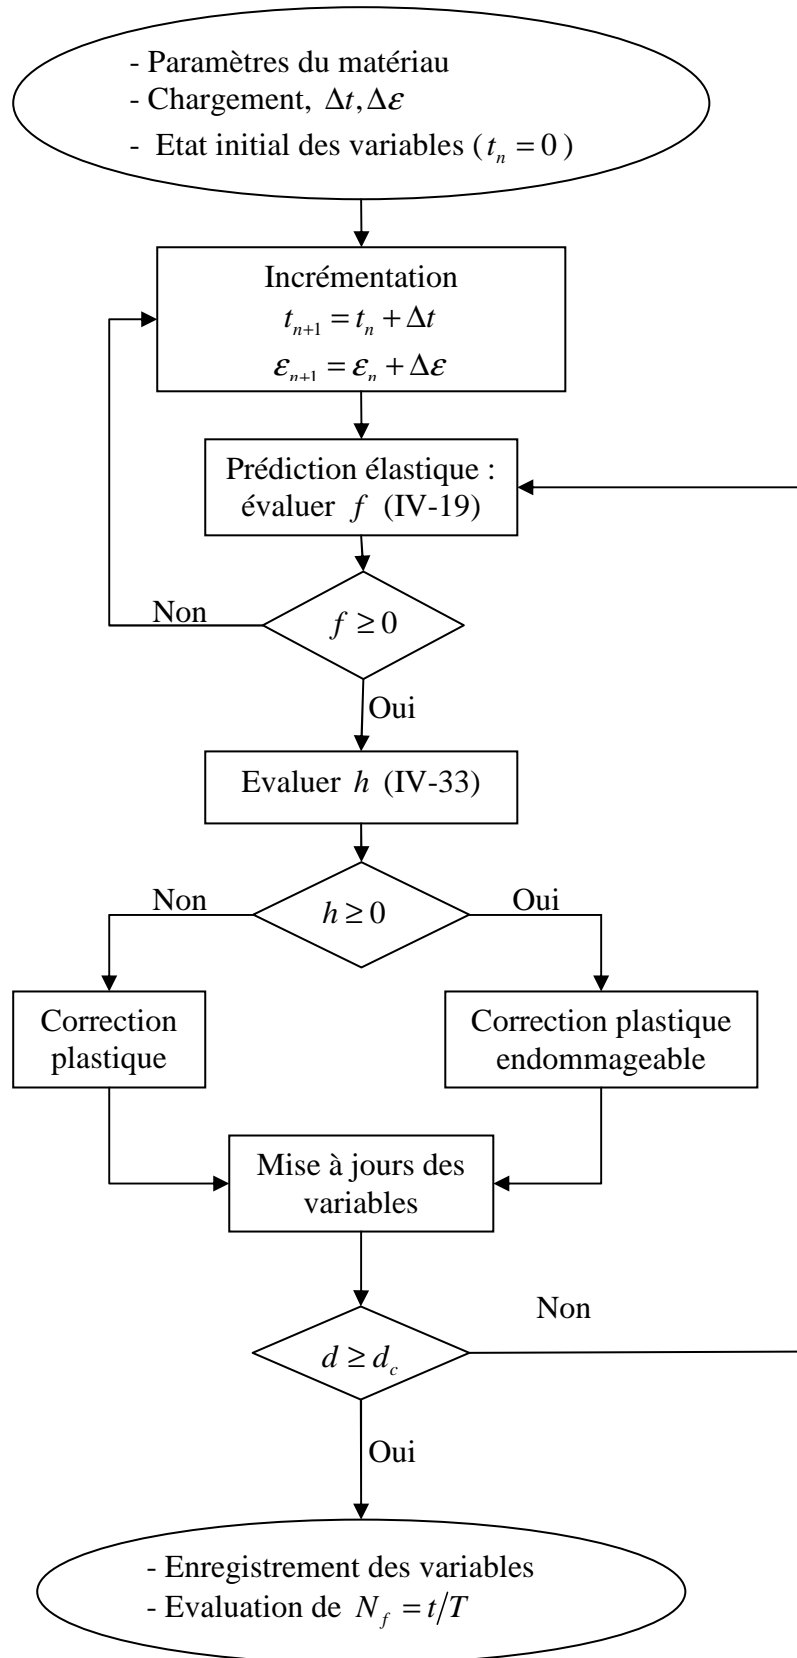 - Paramètres du matériau
- Chargement, Δt, Δε
- Etat initial des variables (t_n = 0)
Incrémentation
t_{n+1} = t_n + Δt
ε_{n+1} = ε_n + Δε
Prédiction élastique :
évaluer f (IV-19)
Non
f ≥ 0
Oui
Evaluer h (IV-33)
Non
h ≥ 0
Oui
Correction
plastique
Correction plastique
endommageable
Mise à jours des
variables
Non
d ≥ d_c
Oui
- Enregistrement des variables
- Evaluation de N_f = t/T